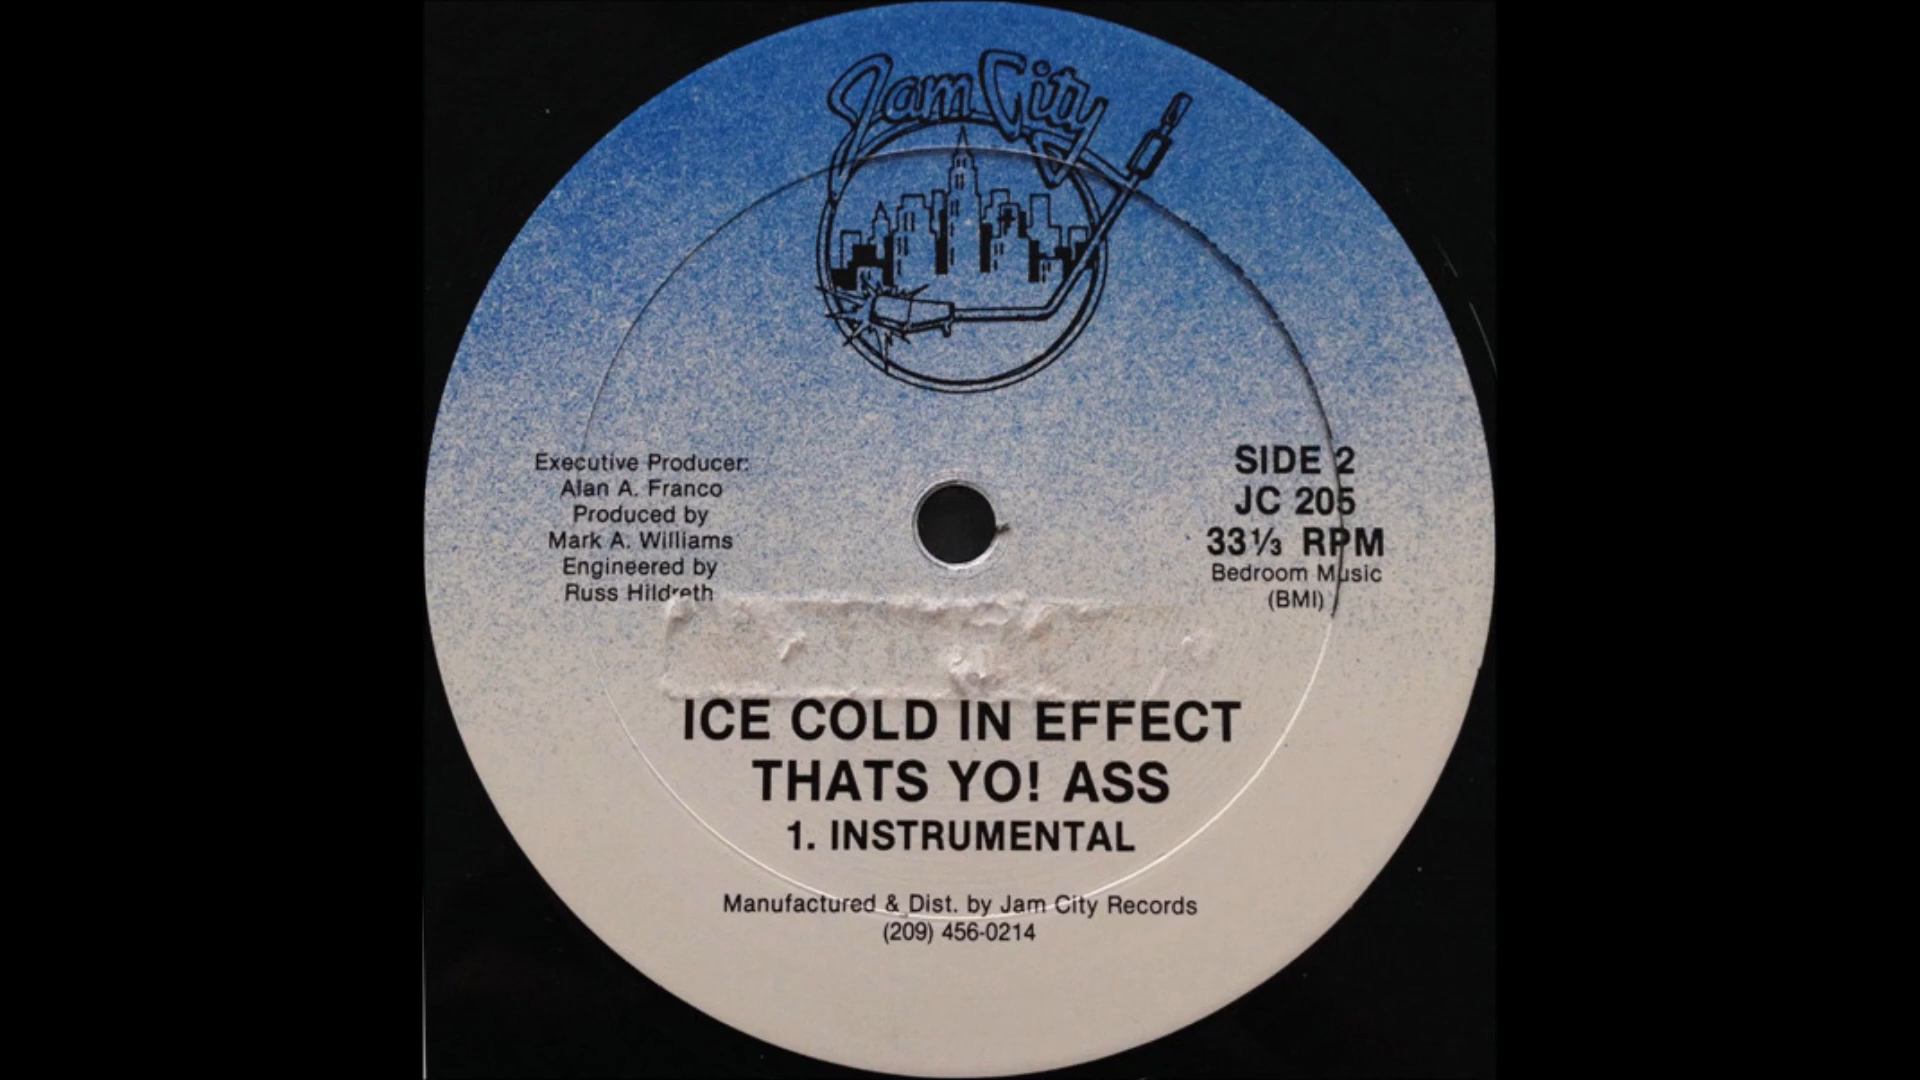 Jam City
Executive Producer:
Alan A. Franco
Produced by
Mark A. Williams
Engineered by
Russ Hildreth
SIDE 2
JC 205
33⅓ RPM
Bedroom Music
(BMI)
ICE COLD IN EFFECT
THATS YO! ASS
1. INSTRUMENTAL
Manufactured & Dist. by Jam City Records
(209) 456-0214